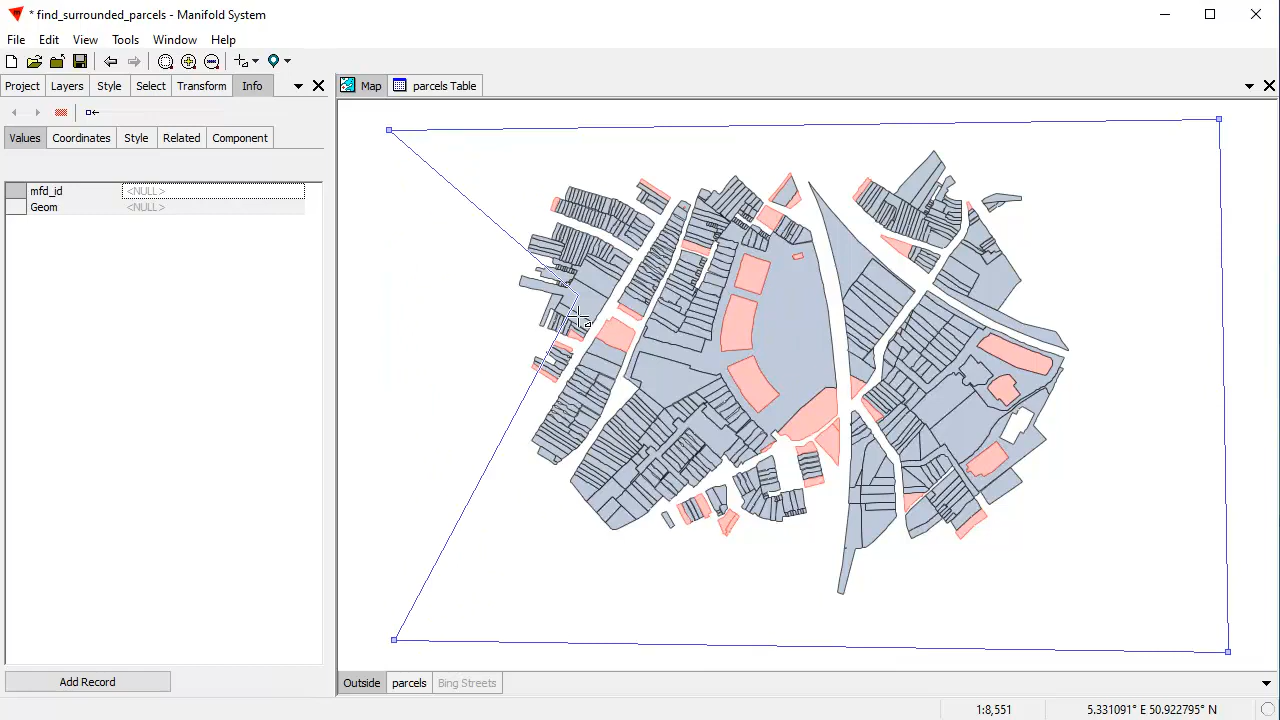 * find_surrounded_parcels - Manifold System
File Edit View Tools Window Help
Project Layers Style Select Transform Info
Map parcels Table
Values Coordinates Style Related Component
mfd_id <NULL>
Geom <NULL>
Add Record
Outside parcels Bing Streets
1:8,551 5.331091° E 50.922795° N